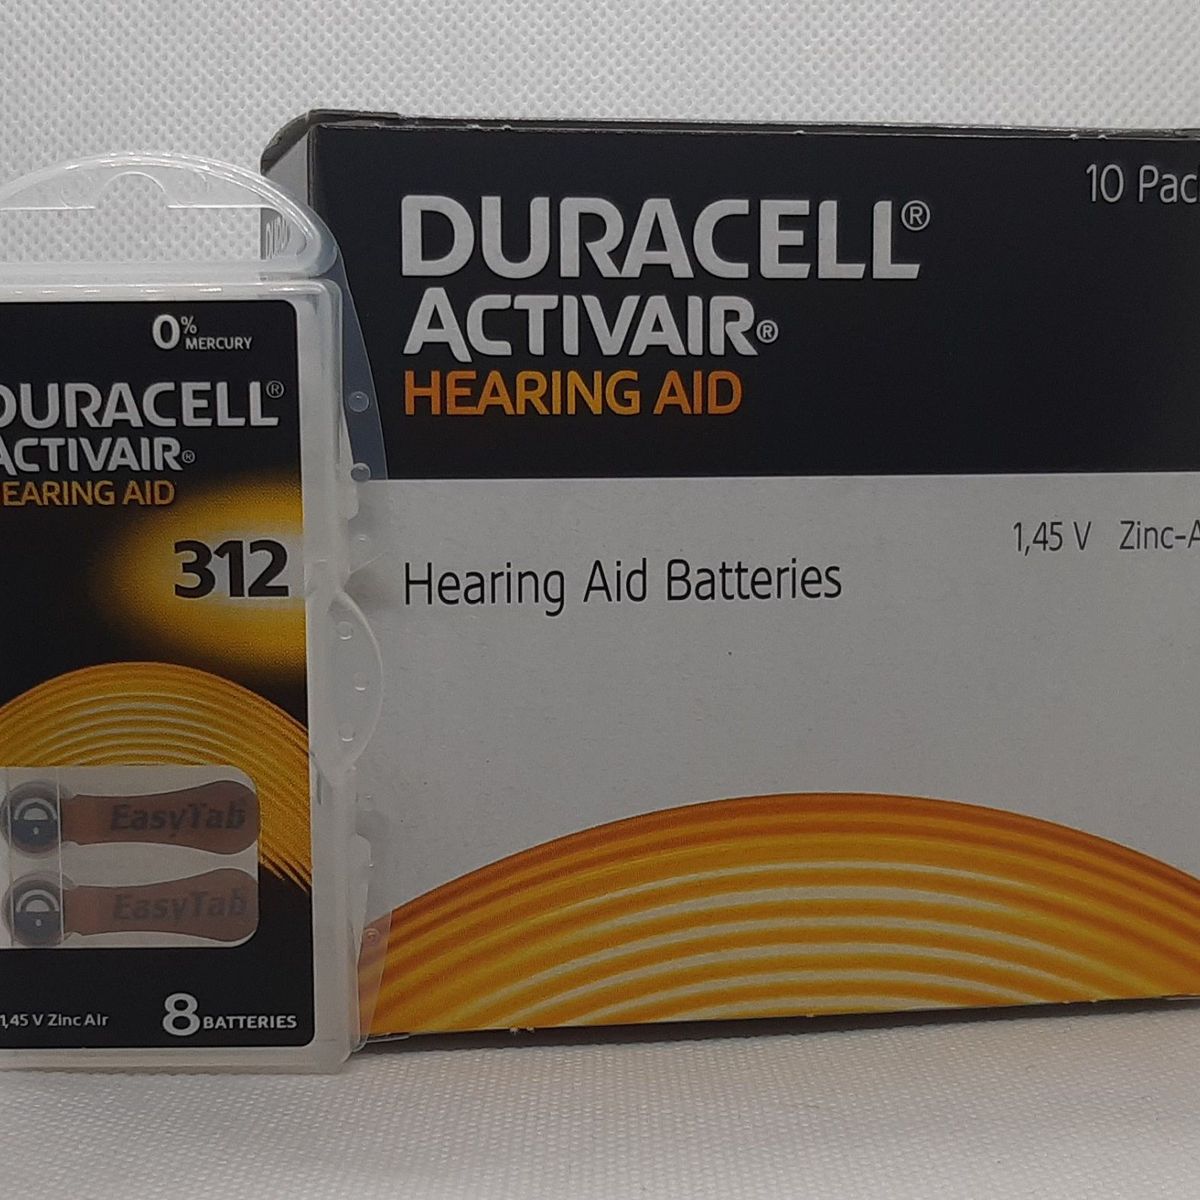 0% MERCURY
DURACELL®
ACTIVAIR®
HEARING AID
312
EasyTab
EasyTab
1,45 V Zinc Air
8 BATTERIES
10 Pac
DURACELL®
ACTIVAIR®
HEARING AID
1,45 V Zinc-A
Hearing Aid Batteries